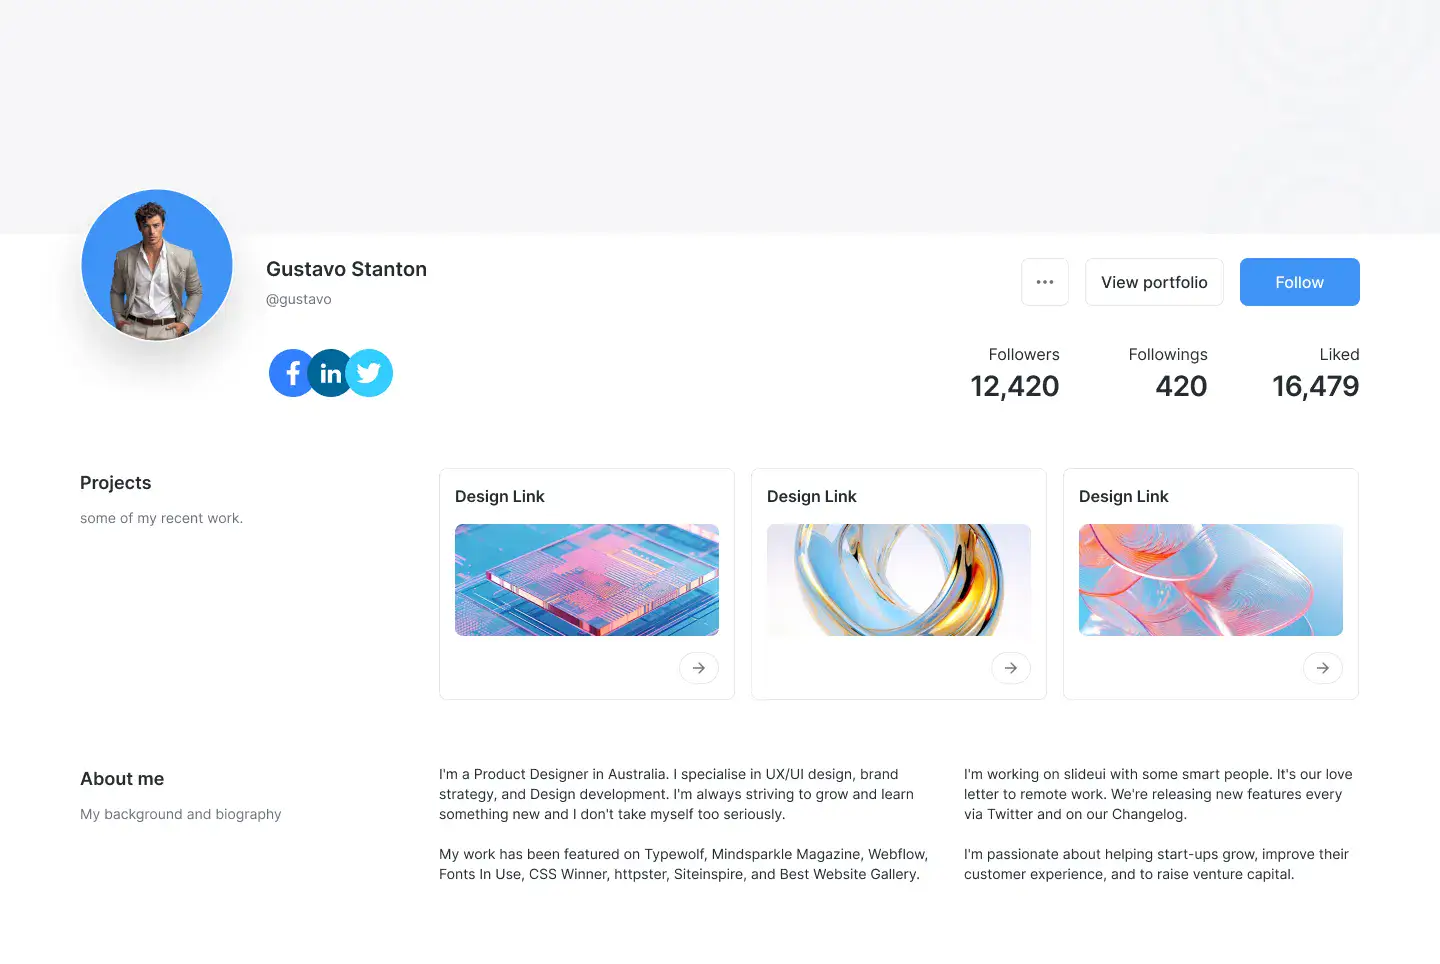 Gustavo Stanton
@gustavo
View portfolio
Follow
f
in
Followers
12,420
Followings
420
Liked
16,479
Projects
some of my recent work.
Design Link
Design Link
Design Link
About me
My background and biography
I'm a Product Designer in Australia. I specialise in UX/UI design, brand
strategy, and Design development. I'm always striving to grow and learn
something new and I don't take myself too seriously.
My work has been featured on Typewolf, Mindsparkle Magazine, Webflow,
Fonts In Use, CSS Winner, httpster, Siteinspire, and Best Website Gallery.
I'm working on slideui with some smart people. It's our love
letter to remote work. We're releasing new features every
via Twitter and on our Changelog.
I'm passionate about helping start-ups grow, improve their
customer experience, and to raise venture capital.